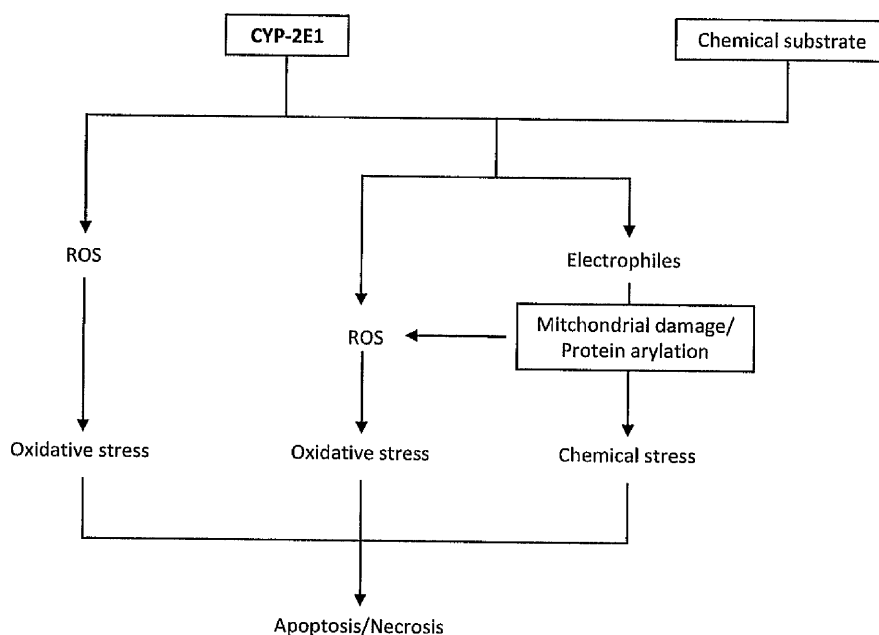 CYP-2E1
Chemical substrate
ROS
Electrophiles
Mitchondrial damage/
Protein arylation
ROS
Oxidative stress
Oxidative stress
Chemical stress
Apoptosis/Necrosis